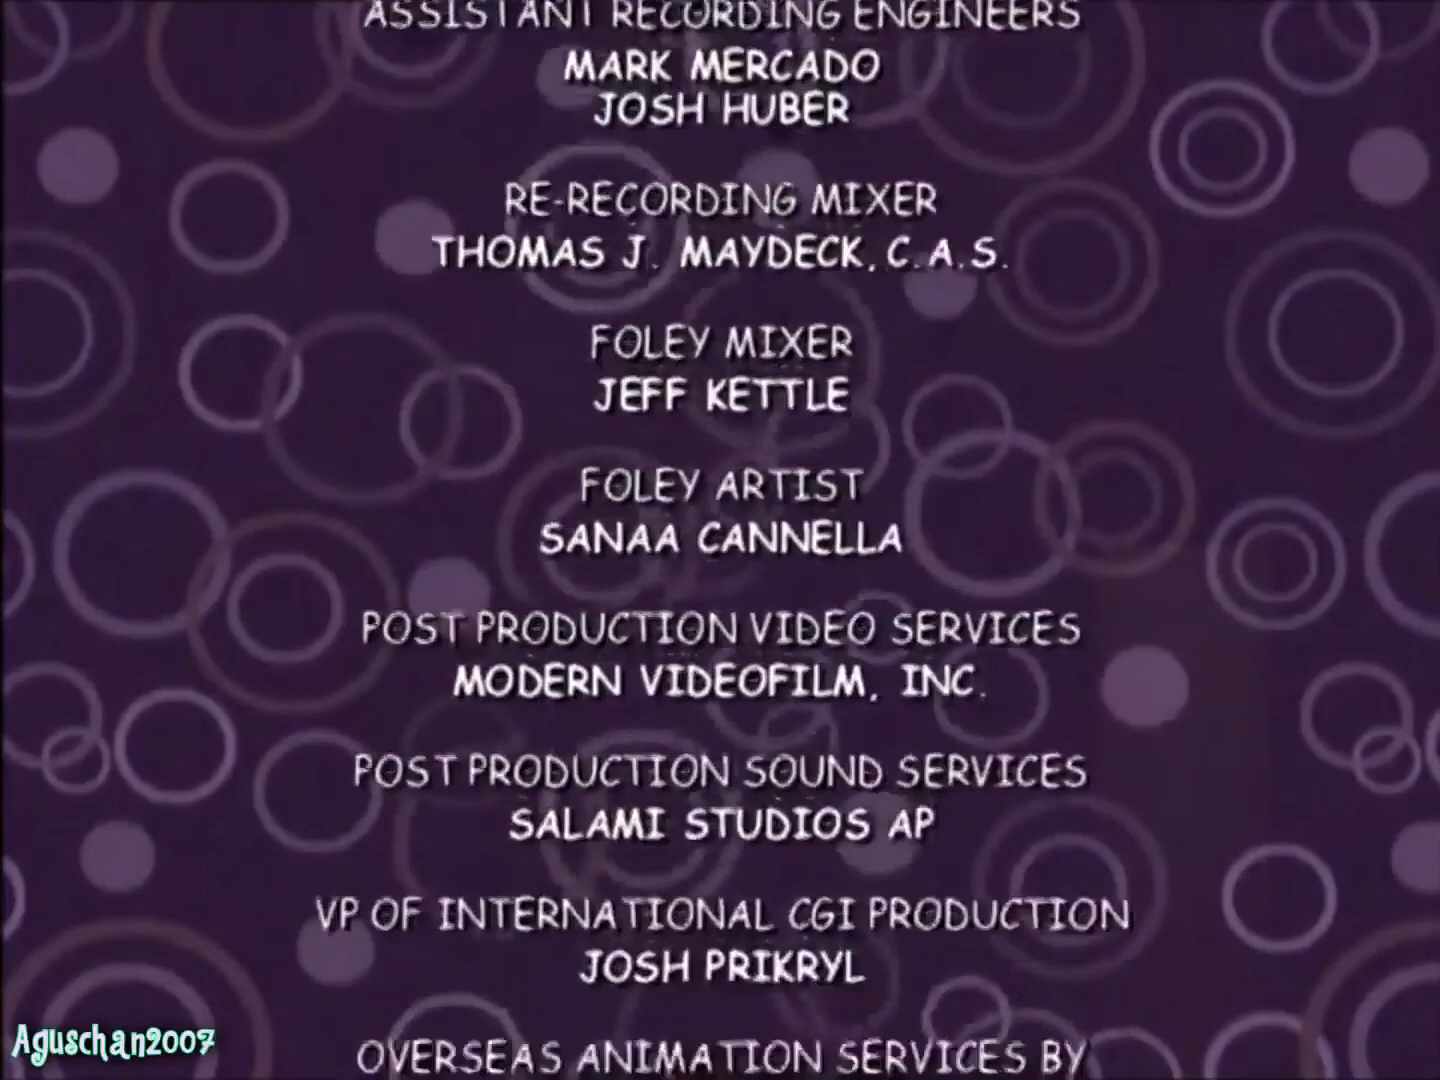 ASSISTANT RECORDING ENGINEERS
MARK MERCADO
JOSH HUBER
RE-RECORDING MIXER
THOMAS J. MAYDECK, C.A.S.
FOLEY MIXER
JEFF KETTLE
FOLEY ARTIST
SANAA CANNELLA
POST PRODUCTION VIDEO SERVICES
MODERN VIDEOFILM, INC.
POST PRODUCTION SOUND SERVICES
SALAMI STUDIOS AP
VP OF INTERNATIONAL CGI PRODUCTION
JOSH PRIKRYL
OVERSEAS ANIMATION SERVICES BY
Aguschan2007